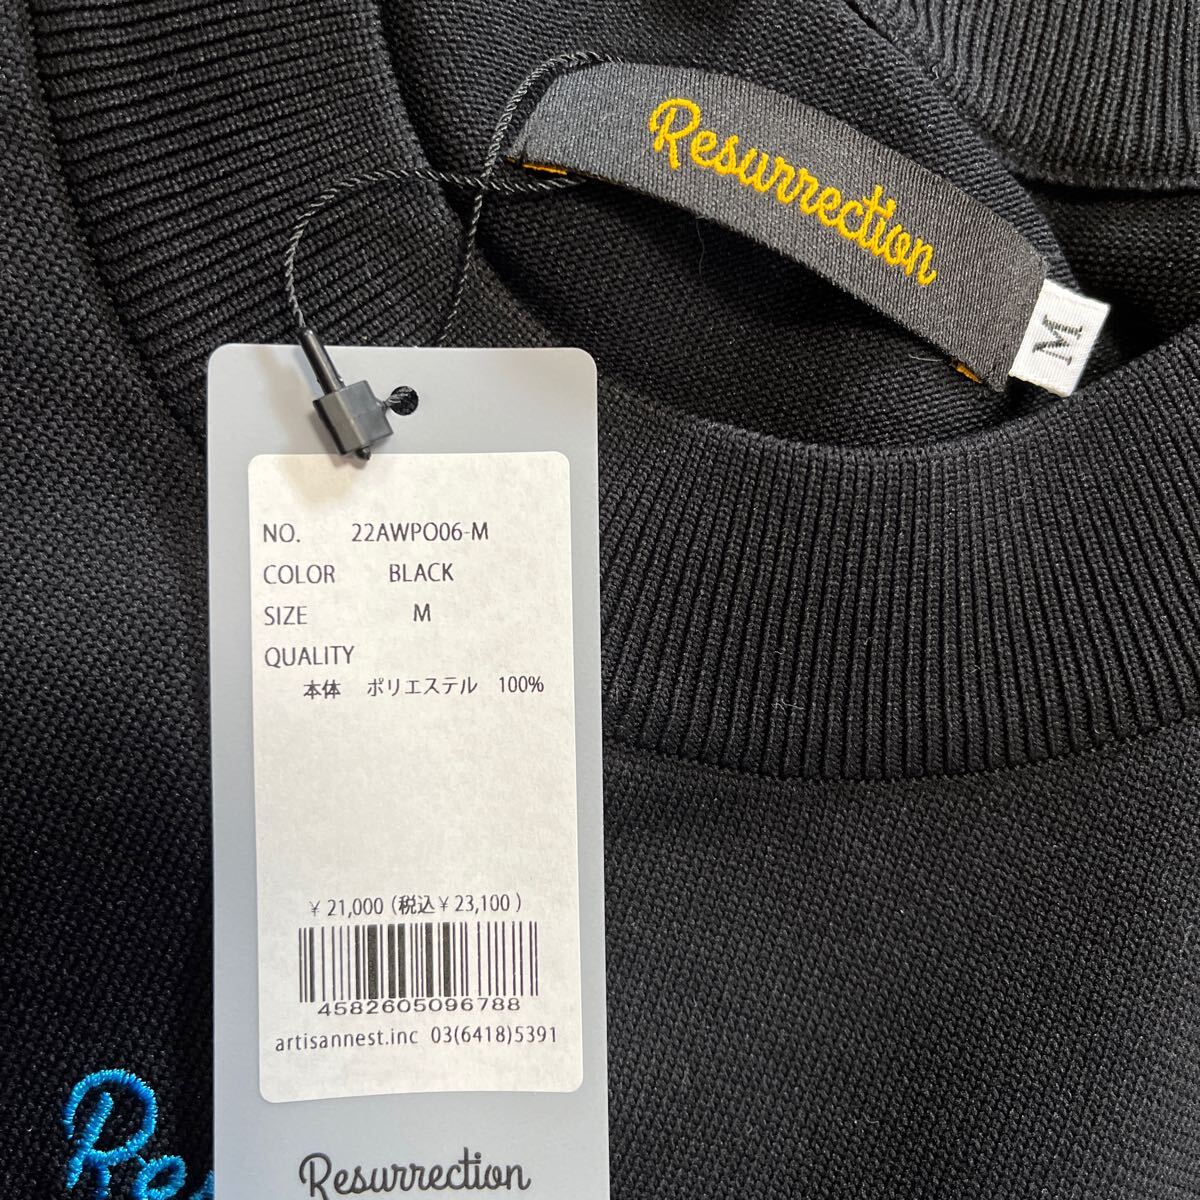 Resurrection
M
NO. 22AWPO06-M
COLOR BLACK
SIZE M
QUALITY
本体 ポリエステル 100%
¥21,000(税込¥23,100)
4582605096788
artisannest.inc 03(6418)5391
Resurrection
Re